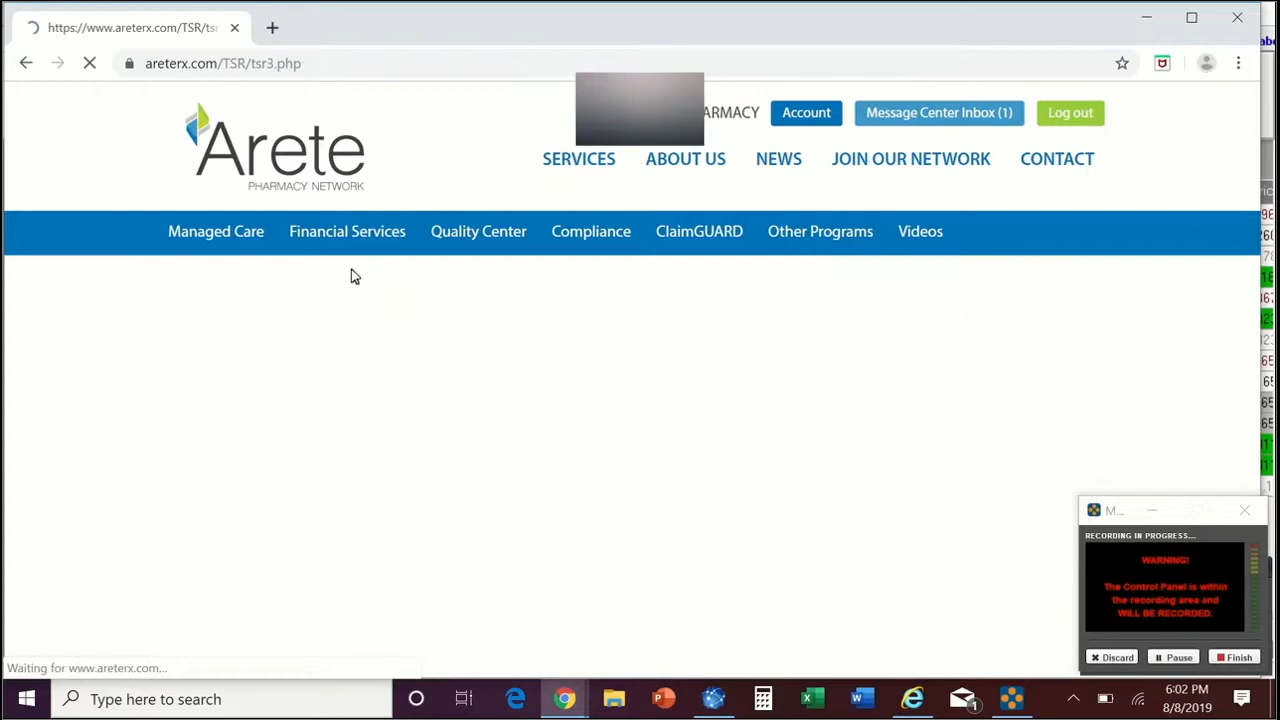 https://www.areterx.com/TSR/tsr
areterx.com/TSR/tsr3.php
ARMACY
Account
Message Center Inbox (1)
Log out
Arete
PHARMACY NETWORK
SERVICES
ABOUT US
NEWS
JOIN OUR NETWORK
CONTACT
Managed Care
Financial Services
Quality Center
Compliance
ClaimGUARD
Other Programs
Videos
M...
RECORDING IN PROGRESS...
WARNING!
The Control Panel is within
the recording area and
WILL BE RECORDED.
Discard
Pause
Finish
Waiting for www.areterx.com...
Type here to search
1
6:02 PM
8/8/2019